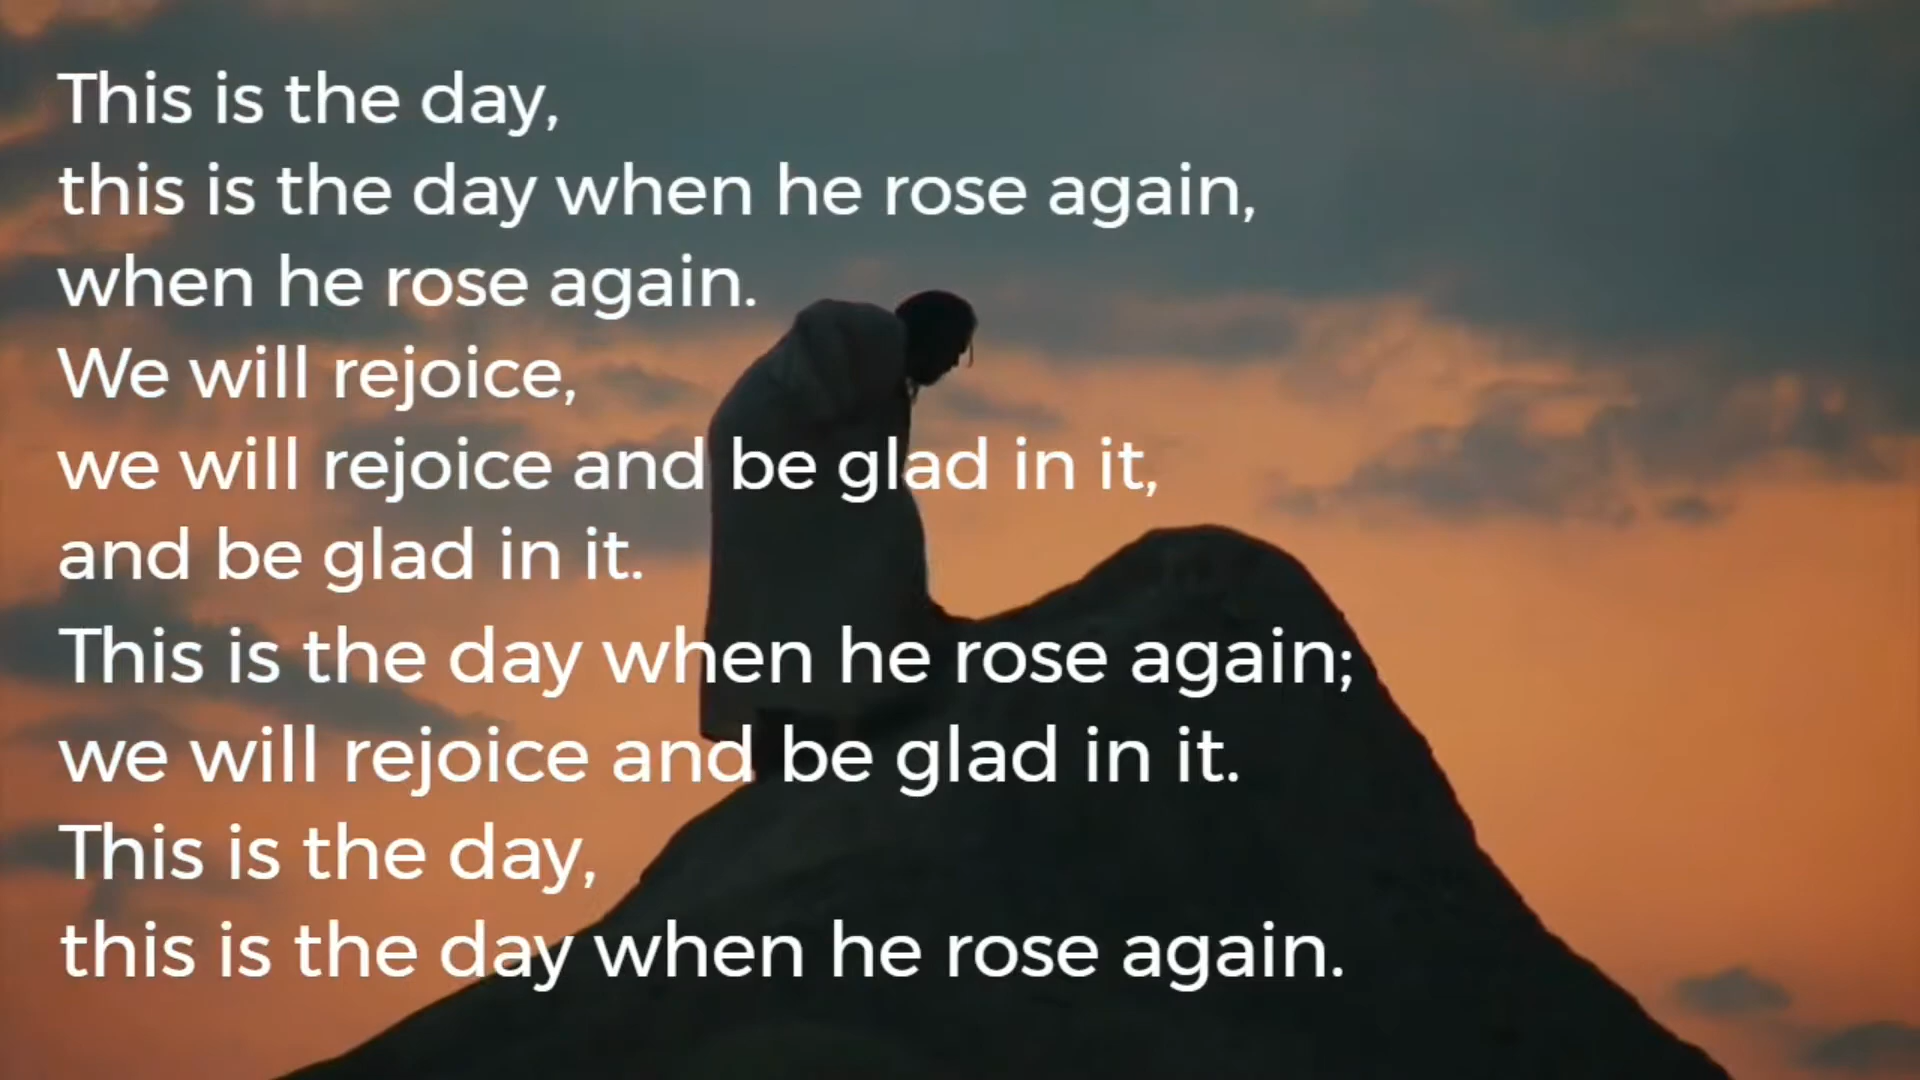 This is the day,
this is the day when he rose again,
when he rose again.
We will rejoice,
we will rejoice and be glad in it,
and be glad in it.
This is the day when he rose again;
we will rejoice and be glad in it.
This is the day,
this is the day when he rose again.